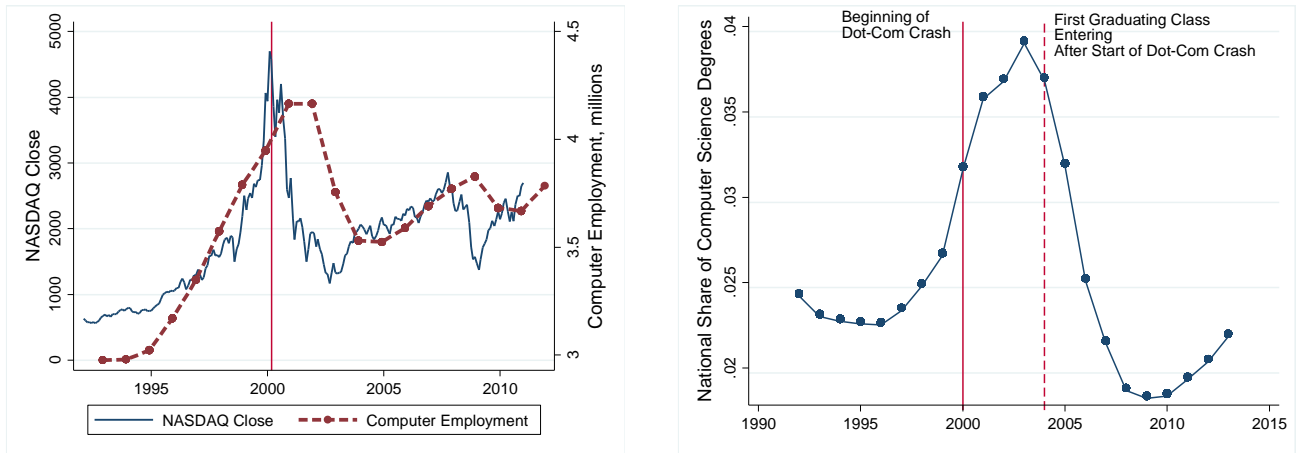 5000
4000
3000
2000
1000
0
NASDAQ Close
4.5
4
3.5
3
Computer Employment, millions
1995
2000
2005
2010
NASDAQ Close
Computer Employment
Beginning of
Dot-Com Crash
First Graduating Class
Entering
After Start of Dot-Com Crash
.04
.035
.03
.025
.02
National Share of Computer Science Degrees
1990
1995
2000
2005
2010
2015